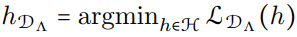 h_{𝒟_Λ} = argmin_{h∈ℋ} ℒ_{𝒟_Λ}(h)